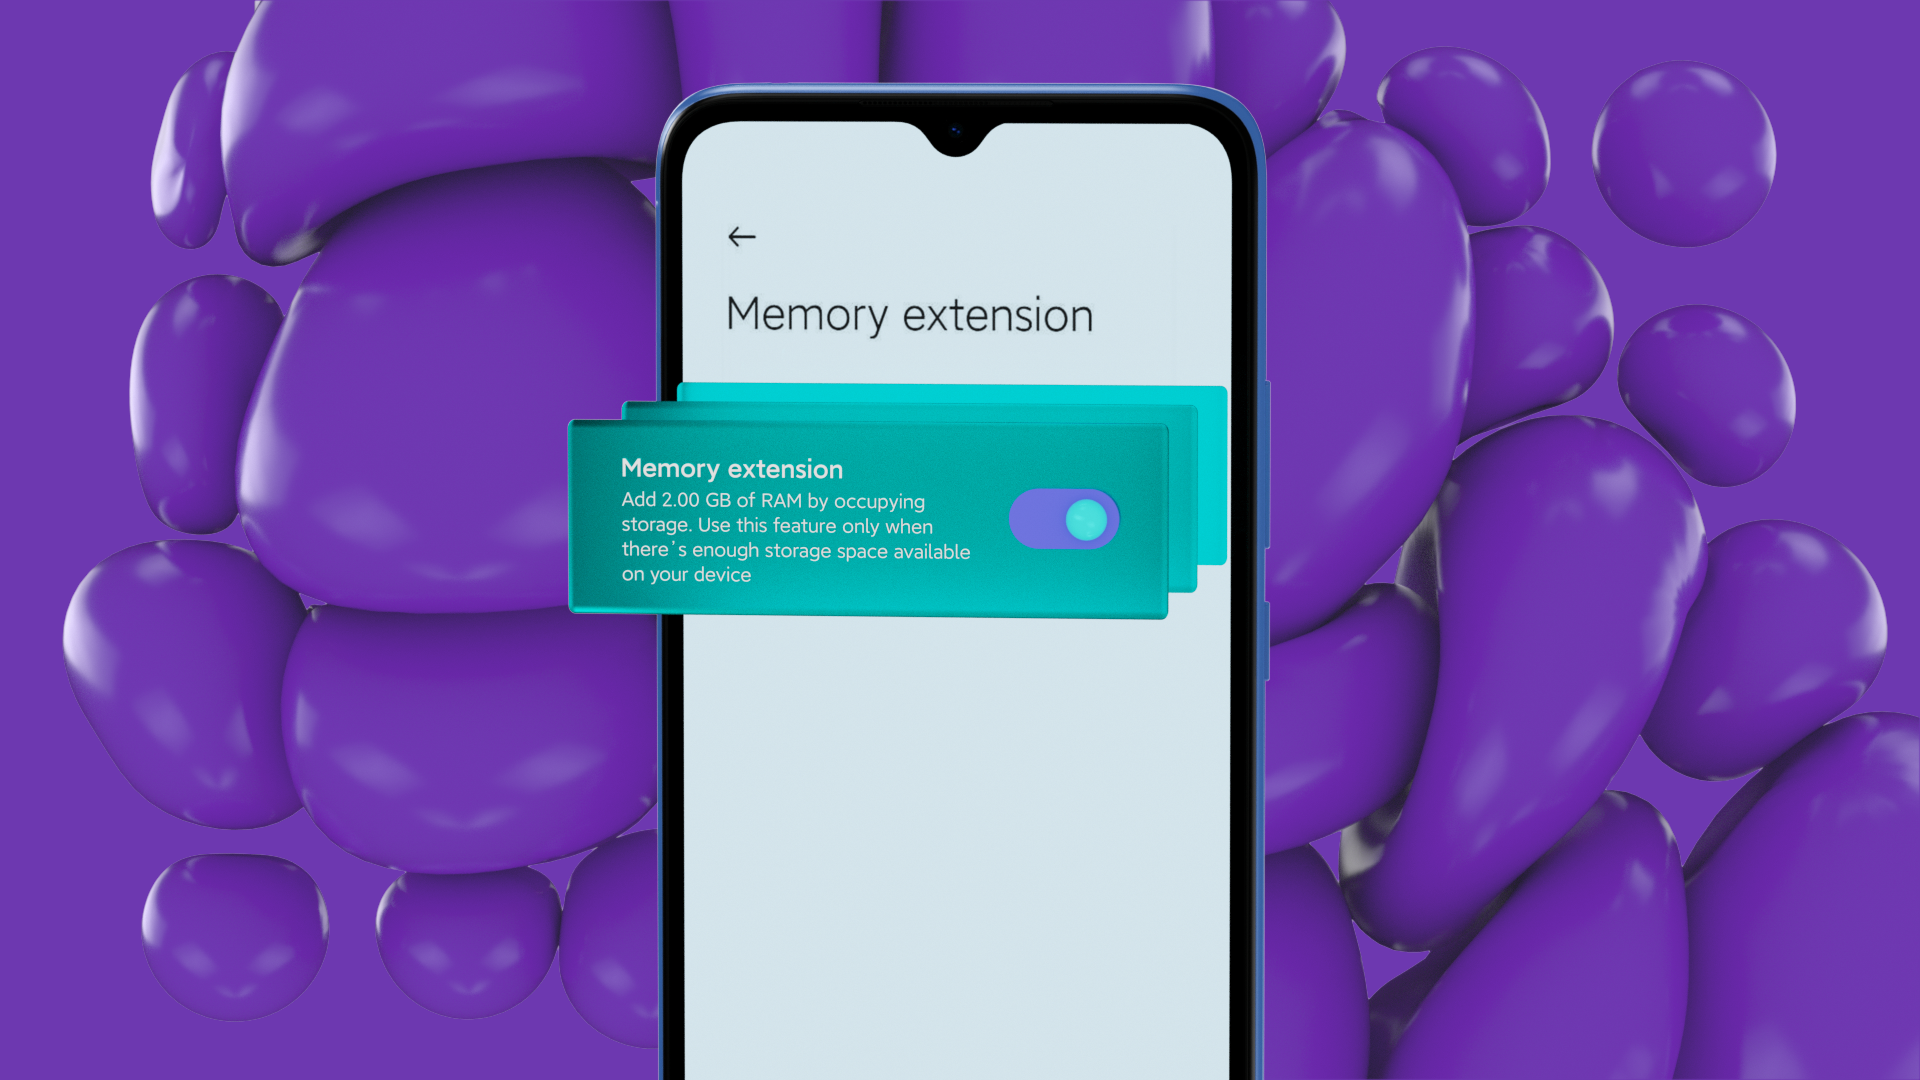 Memory extension
Memory extension
Add 2.00 GB of RAM by occupying
storage. Use this feature only when
there's enough storage space available
on your device